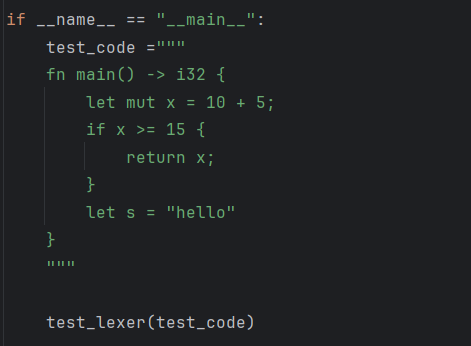 if __name__ == "__main__":
    test_code ="""
    fn main() -> i32 {
        let mut x = 10 + 5;
        if x >= 15 {
            return x;
        }
        let s = "hello"
    }
    """

    test_lexer(test_code)